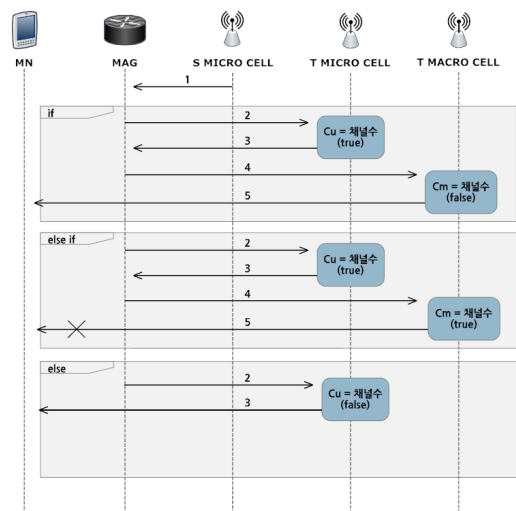 MN MAG S MICRO CELL T MICRO CELL T MACRO CELL
1
if
2
Cu = 채널수
(true)
3
4
Cm = 채널수
(false)
5
else if
2
Cu = 채널수
(true)
3
4
Cm = 채널수
(true)
5
else
2
Cu = 채널수
(false)
3